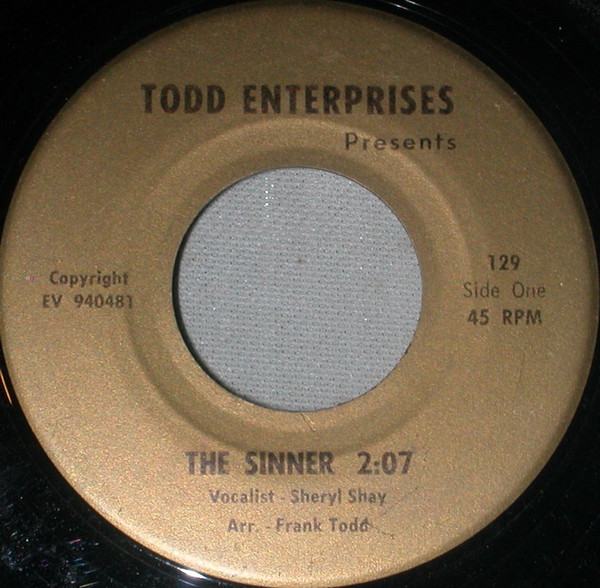 TODD ENTERPRISES
Presents
Copyright
EV 940481
129
Side One
45 RPM
THE SINNER 2:07
Vocalist - Sheryl Shay
Arr. - Frank Todd